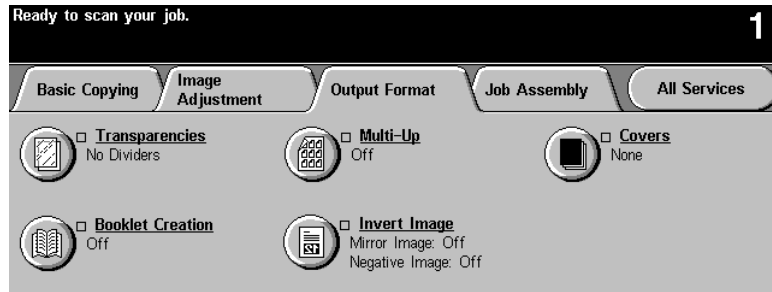 Ready to scan your job.
1
Basic Copying
Image
Adjustment
Output Format
Job Assembly
All Services
Transparencies
No Dividers
Multi-Up
Off
Covers
None
Booklet Creation
Off
Invert Image
Mirror Image: Off
Negative Image: Off